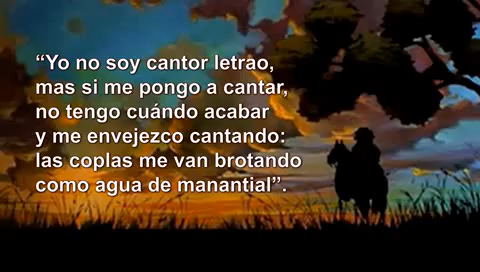 “Yo no soy cantor letrao,
mas si me pongo a cantar,
no tengo cuándo acabar
y me envejezco cantando:
las coplas me van brotando
como agua de manantial”.